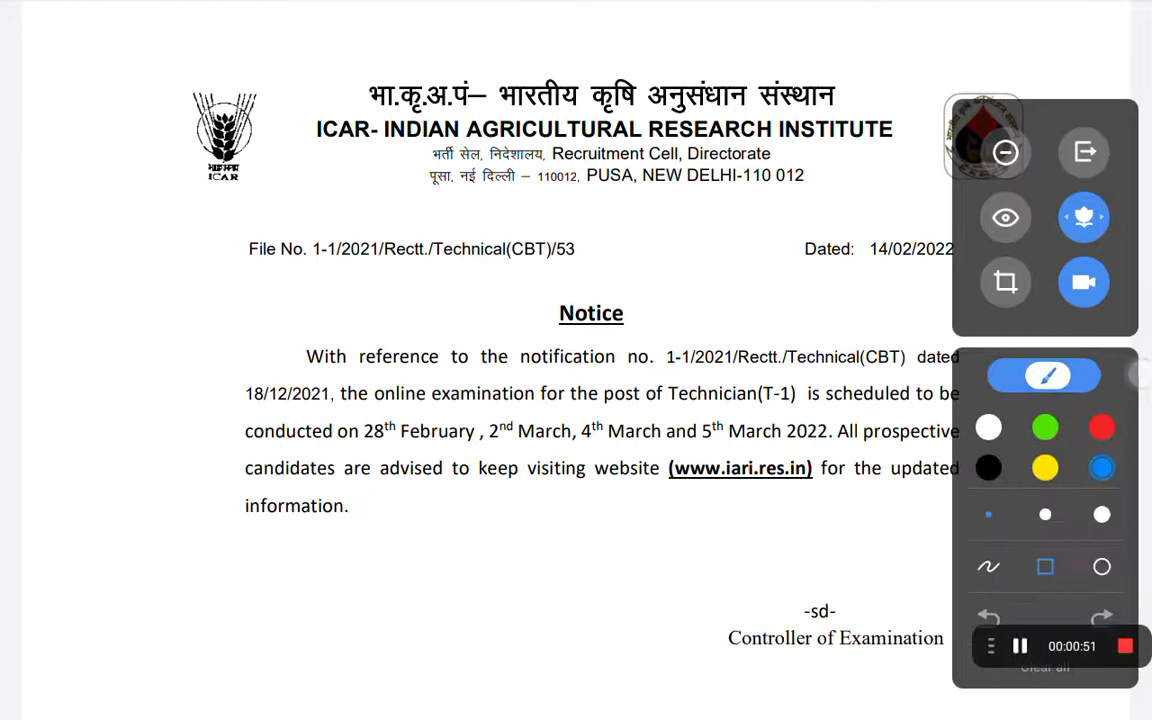 भा.कृ.अ.पं– भारतीय कृषि अनुसंधान संस्थान
ICAR- INDIAN AGRICULTURAL RESEARCH INSTITUTE
भर्ती सेल, निदेशालय, Recruitment Cell, Directorate
पूसा, नई दिल्ली – 110012, PUSA, NEW DELHI-110 012
ICAR
File No. 1-1/2021/Rectt./Technical(CBT)/53 Dated: 14/02/2022
Notice
With reference to the notification no. 1-1/2021/Rectt./Technical(CBT) dated
18/12/2021, the online examination for the post of Technician(T-1) is scheduled to be
conducted on 28th February , 2nd March, 4th March and 5th March 2022. All prospective
candidates are advised to keep visiting website (www.iari.res.in) for the updated
information.
-sd-
Controller of Examination
00:00:51
Clear all